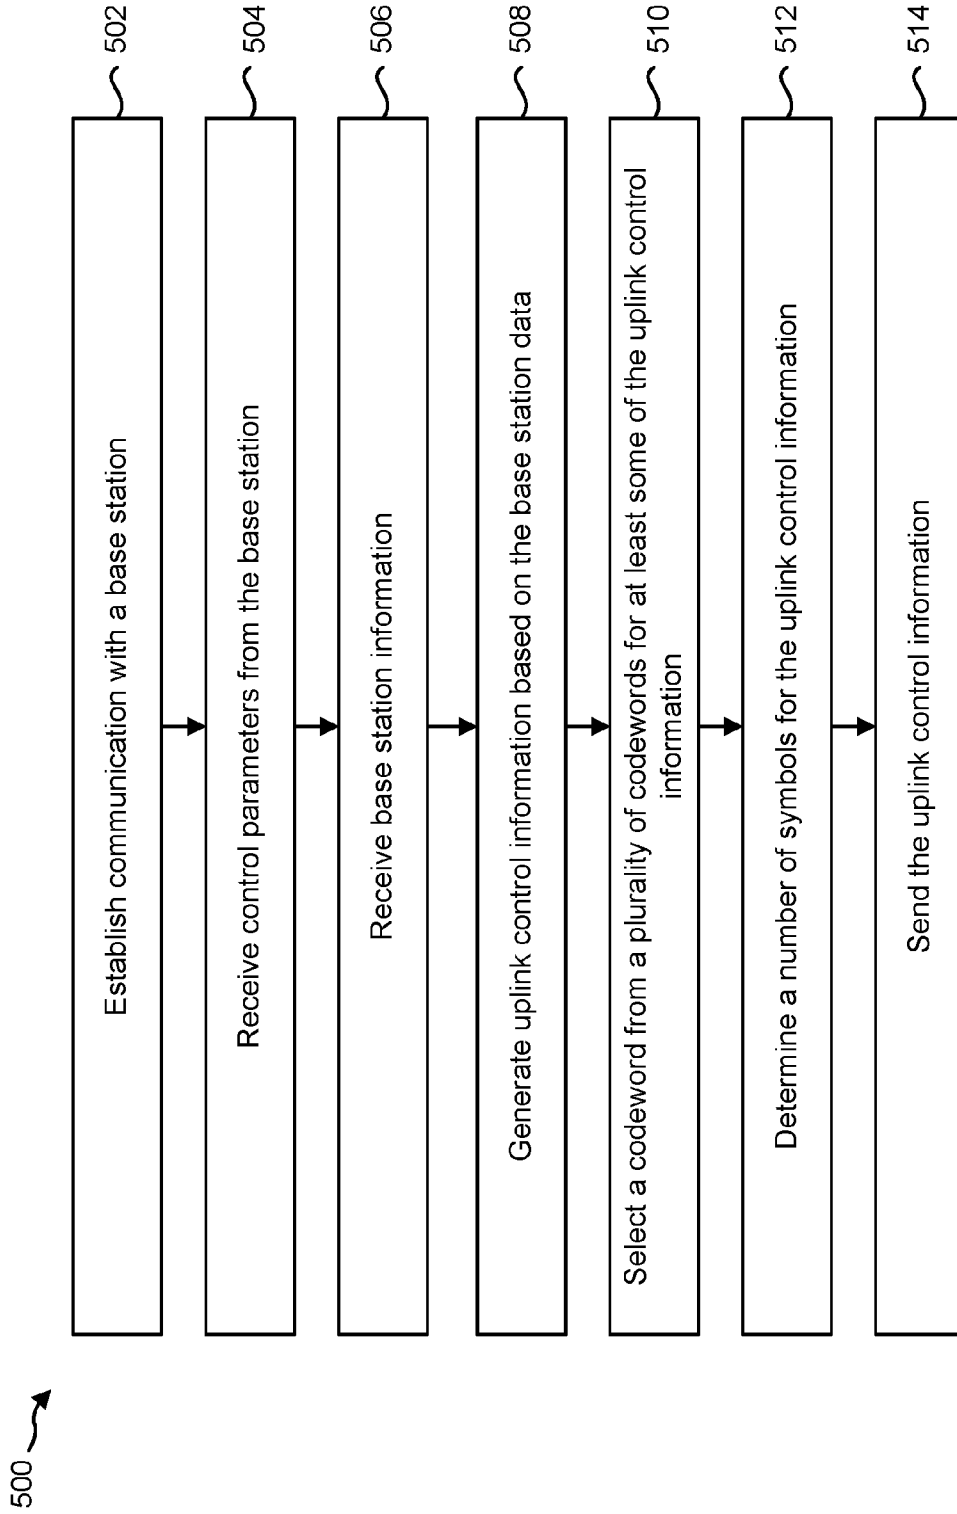 500
Establish communication with a base station
502
Receive control parameters from the base station
504
Receive base station information
506
Generate uplink control information based on the base station data
508
Select a codeword from a plurality of codewords for at least some of the uplink control
information
510
Determine a number of symbols for the uplink control information
512
Send the uplink control information
514